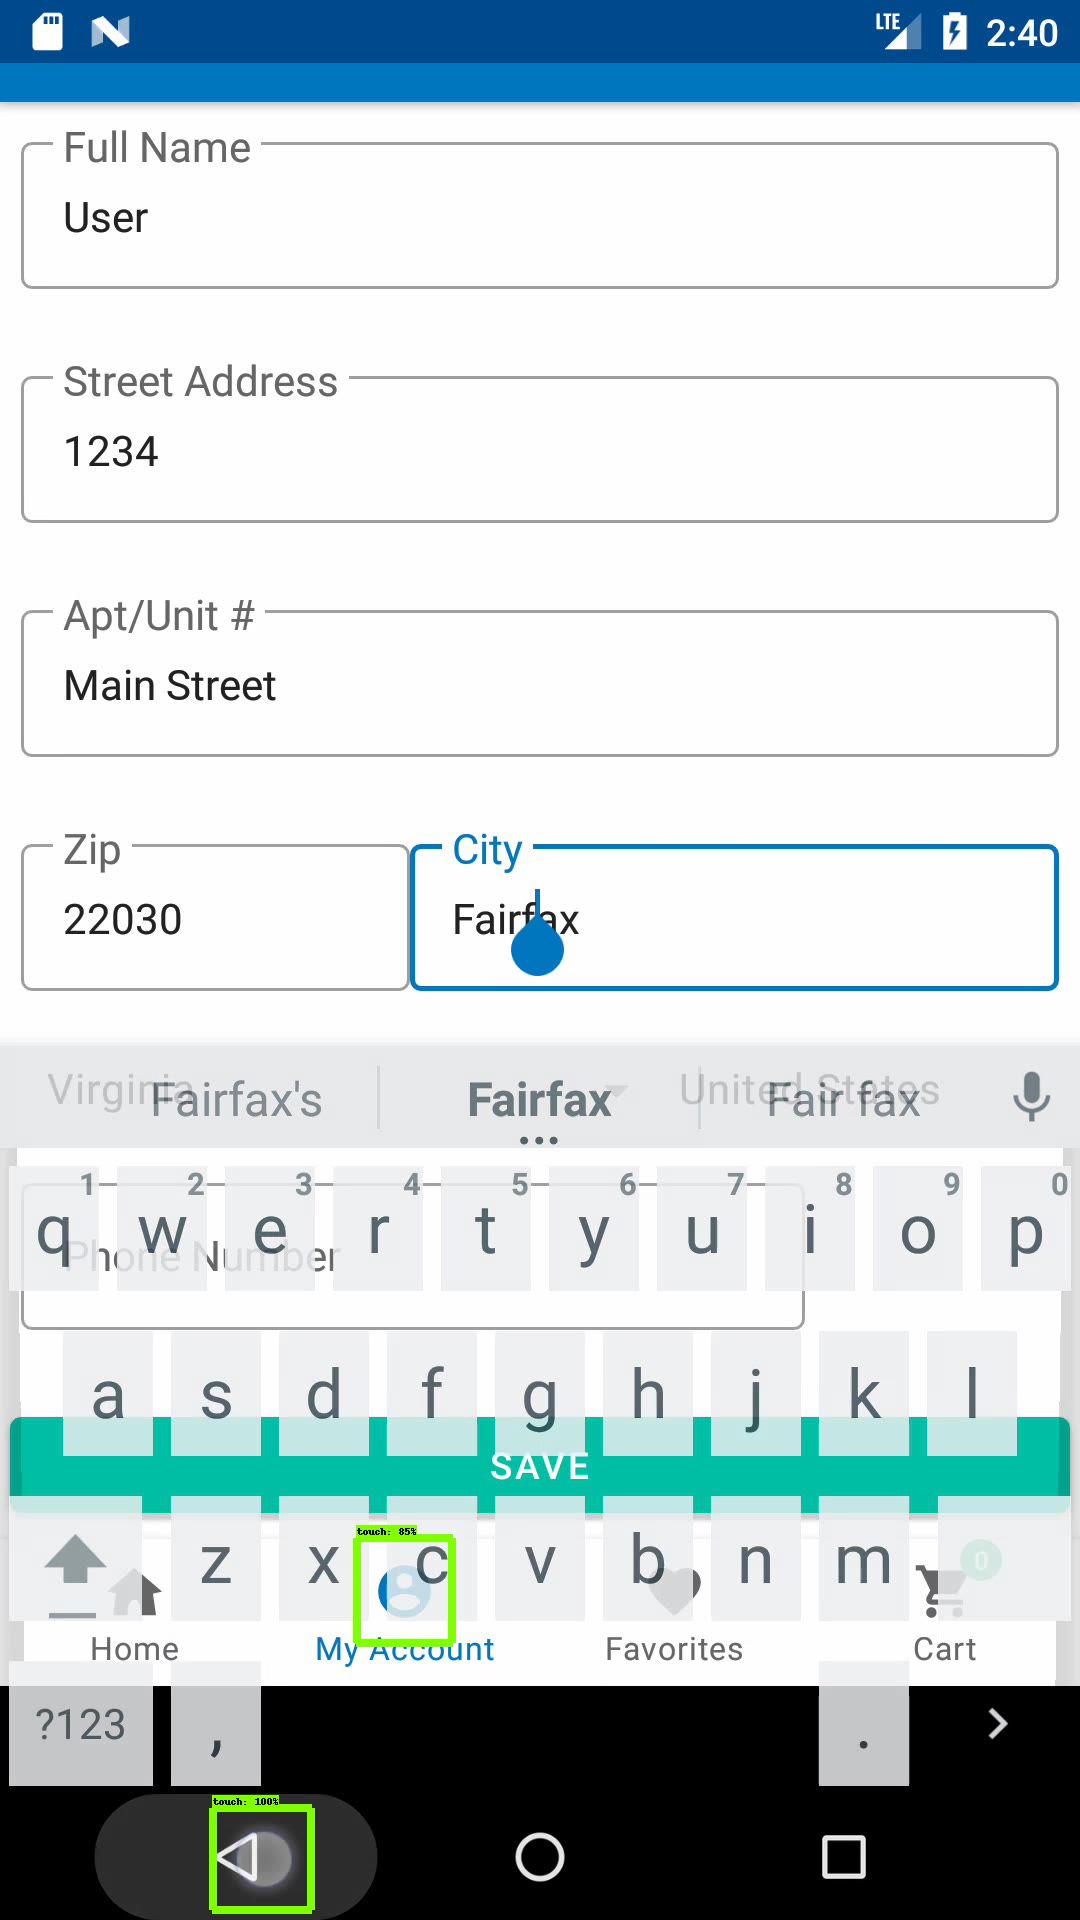 LTE 2:40
Full Name
User
Street Address
1234
Apt/Unit #
Main Street
Zip
22030
City
Fairfax
Virginia
United States
Fairfax's Fairfax Fair fax
1 2 3 4 5 6 7 8 9 0
q w e r t y u i o p
Phone Number
a s d f g h j k l
SAVE
touch: 85%
z x c v b n m
0
Home My Account Favorites Cart
?123 , .
touch: 100%